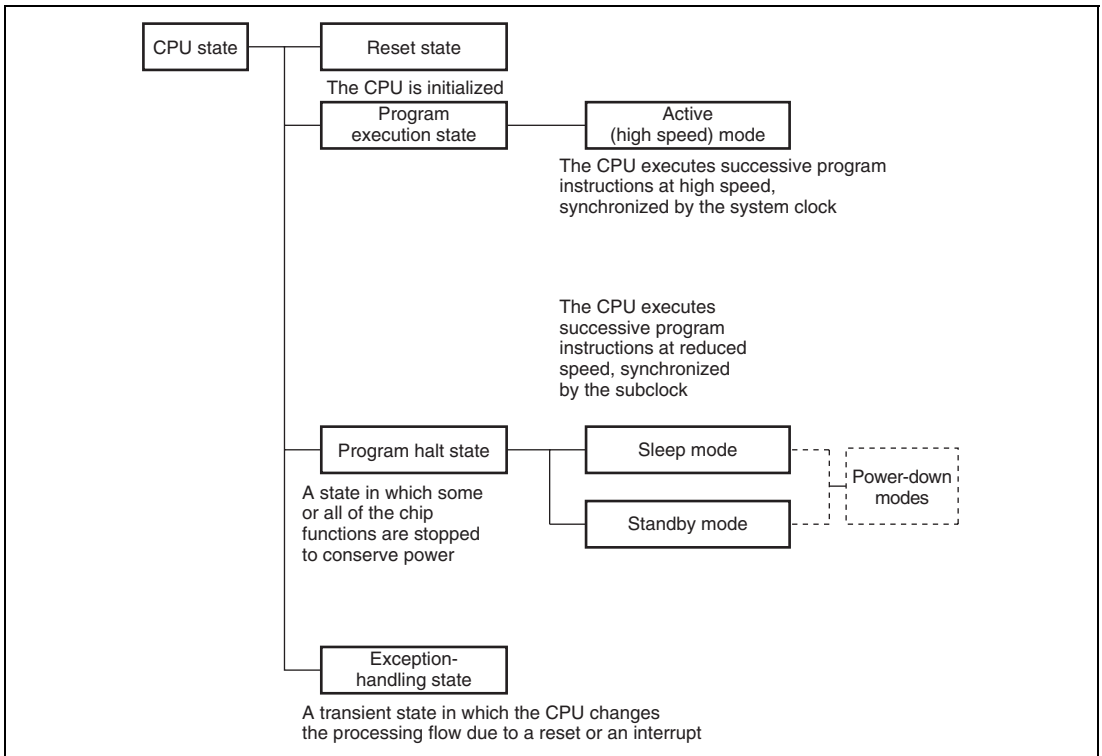 CPU state
Reset state
The CPU is initialized
Program
execution state
Active
(high speed) mode
The CPU executes successive program
instructions at high speed,
synchronized by the system clock
The CPU executes
successive program
instructions at reduced
speed, synchronized
by the subclock
Program halt state
A state in which some
or all of the chip
functions are stopped
to conserve power
Sleep mode
Standby mode
Power-down
modes
Exception-
handling state
A transient state in which the CPU changes
the processing flow due to a reset or an interrupt